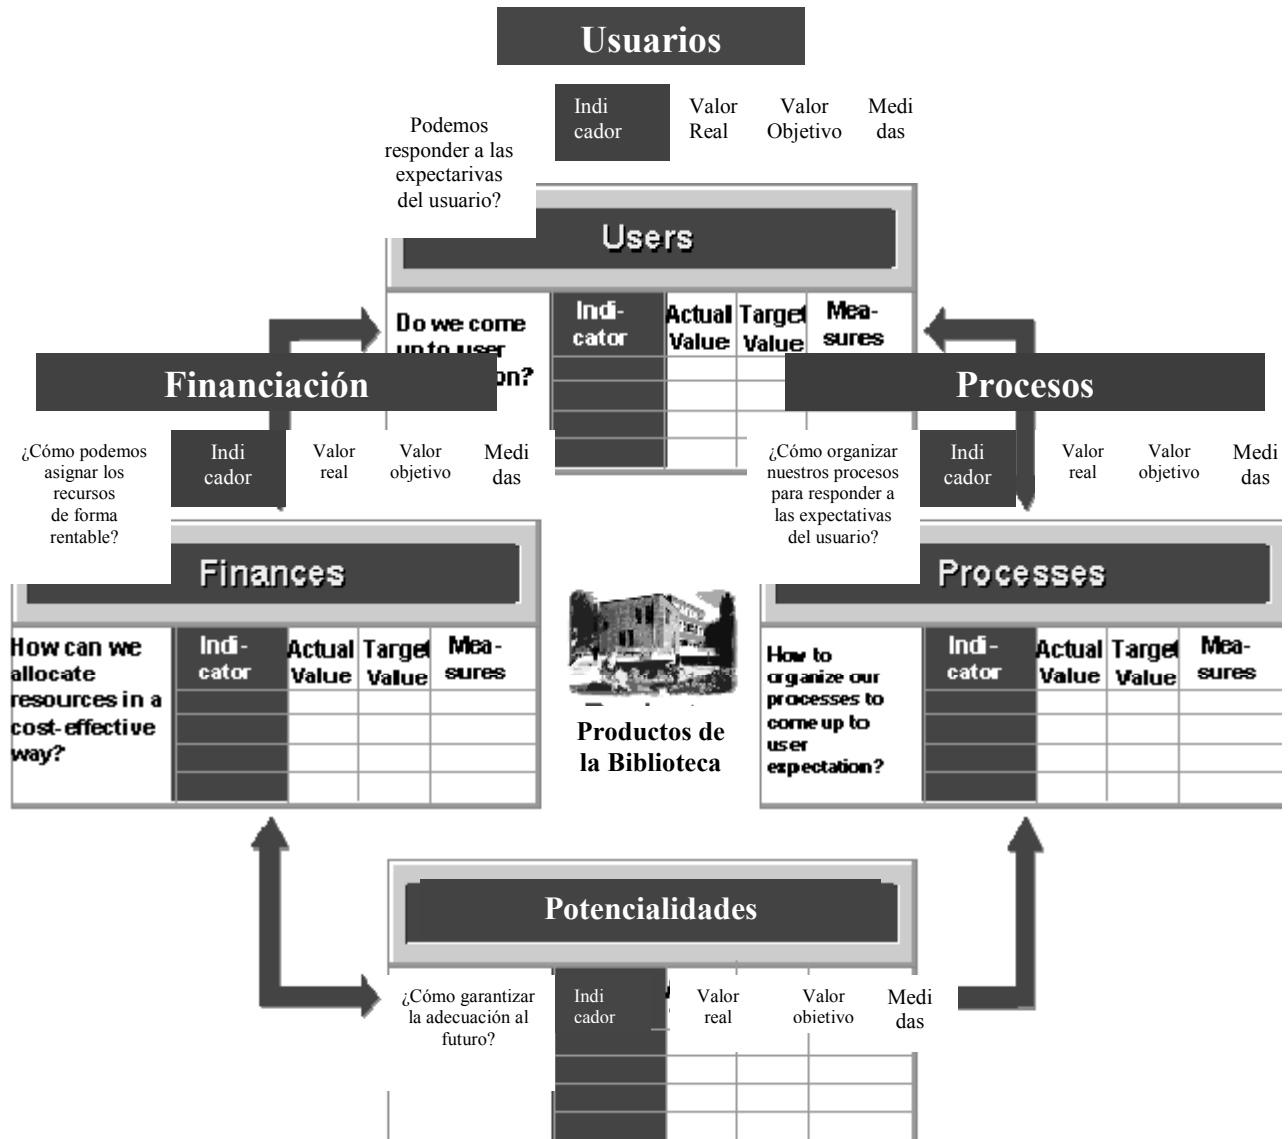 Usuarios
Podemos
responder a las
expectarivas
del usuario?
Indi
cador
Valor
Real
Valor
Objetivo
Medi
das
Users
Do we come
up to user
on?
Indi-
cator
Actual
Value
Target
Value
Mea-
sures
Financiación
¿Cómo podemos
asignar los
recursos
de forma
rentable?
Indi
cador
Valor
real
Valor
objetivo
Medi
das
Finances
How can we
allocate
resources in a
cost-effective
way?
Indi-
cator
Actual
Value
Target
Value
Mea-
sures
Procesos
¿Cómo organizar
nuestros procesos
para responder a
las expectativas
del usuario?
Indi
cador
Valor
real
Valor
objetivo
Medi
das
Processes
How to
organize our
processes to
come up to
user
expectation?
Indi-
cator
Actual
Value
Target
Value
Mea-
sures
Productos de
la Biblioteca
Potencialidades
¿Cómo garantizar
la adecuación al
futuro?
Indi
cador
Valor
real
Valor
obietivo
Medi
das